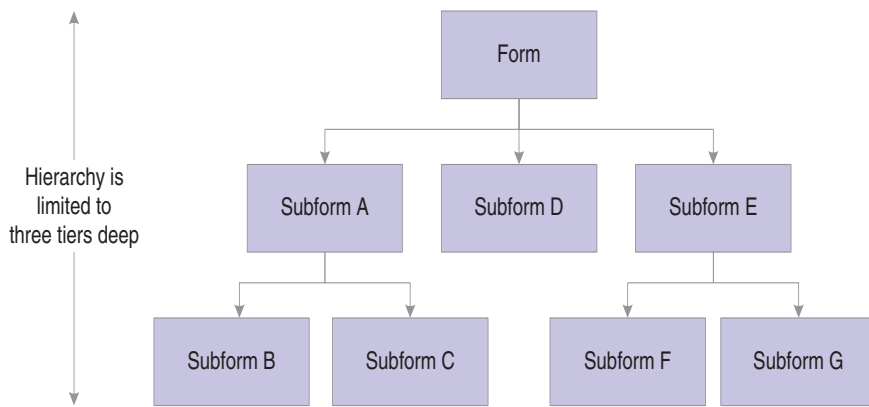 Form
Hierarchy is
limited to
three tiers deep
Subform A
Subform D
Subform E
Subform B
Subform C
Subform F
Subform G